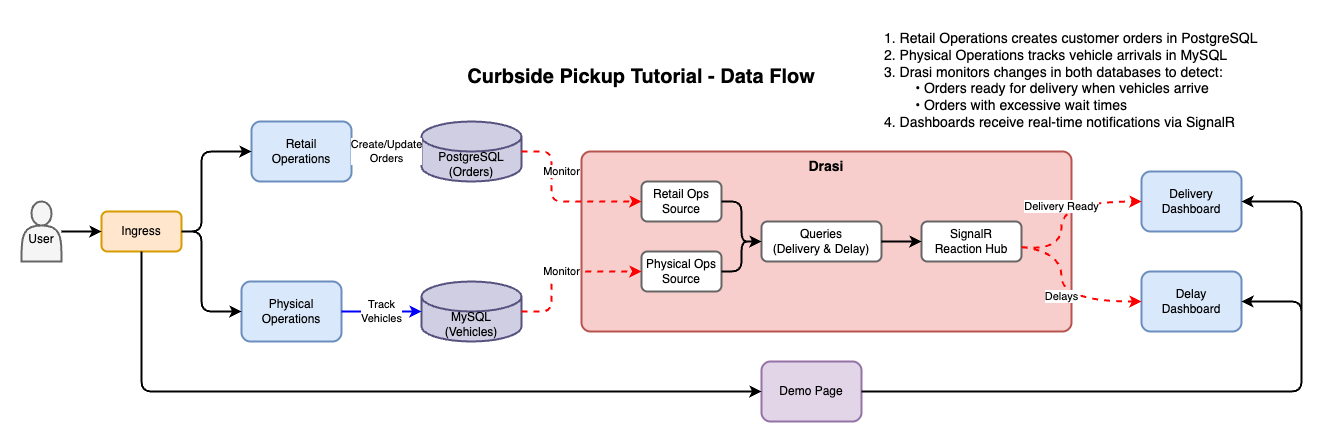 Curbside Pickup Tutorial - Data Flow
1. Retail Operations creates customer orders in PostgreSQL
2. Physical Operations tracks vehicle arrivals in MySQL
3. Drasi monitors changes in both databases to detect:
• Orders ready for delivery when vehicles arrive
• Orders with excessive wait times
4. Dashboards receive real-time notifications via SignalR
User
Ingress
Retail
Operations
Create/Update
Orders
PostgreSQL
(Orders)
Monitor
Physical
Operations
Track
Vehicles
MySQL
(Vehicles)
Monitor
Drasi
Retail Ops
Source
Physical Ops
Source
Queries
(Delivery & Delay)
SignalR
Reaction Hub
Delivery Ready
Delays
Delivery
Dashboard
Delay
Dashboard
Demo Page